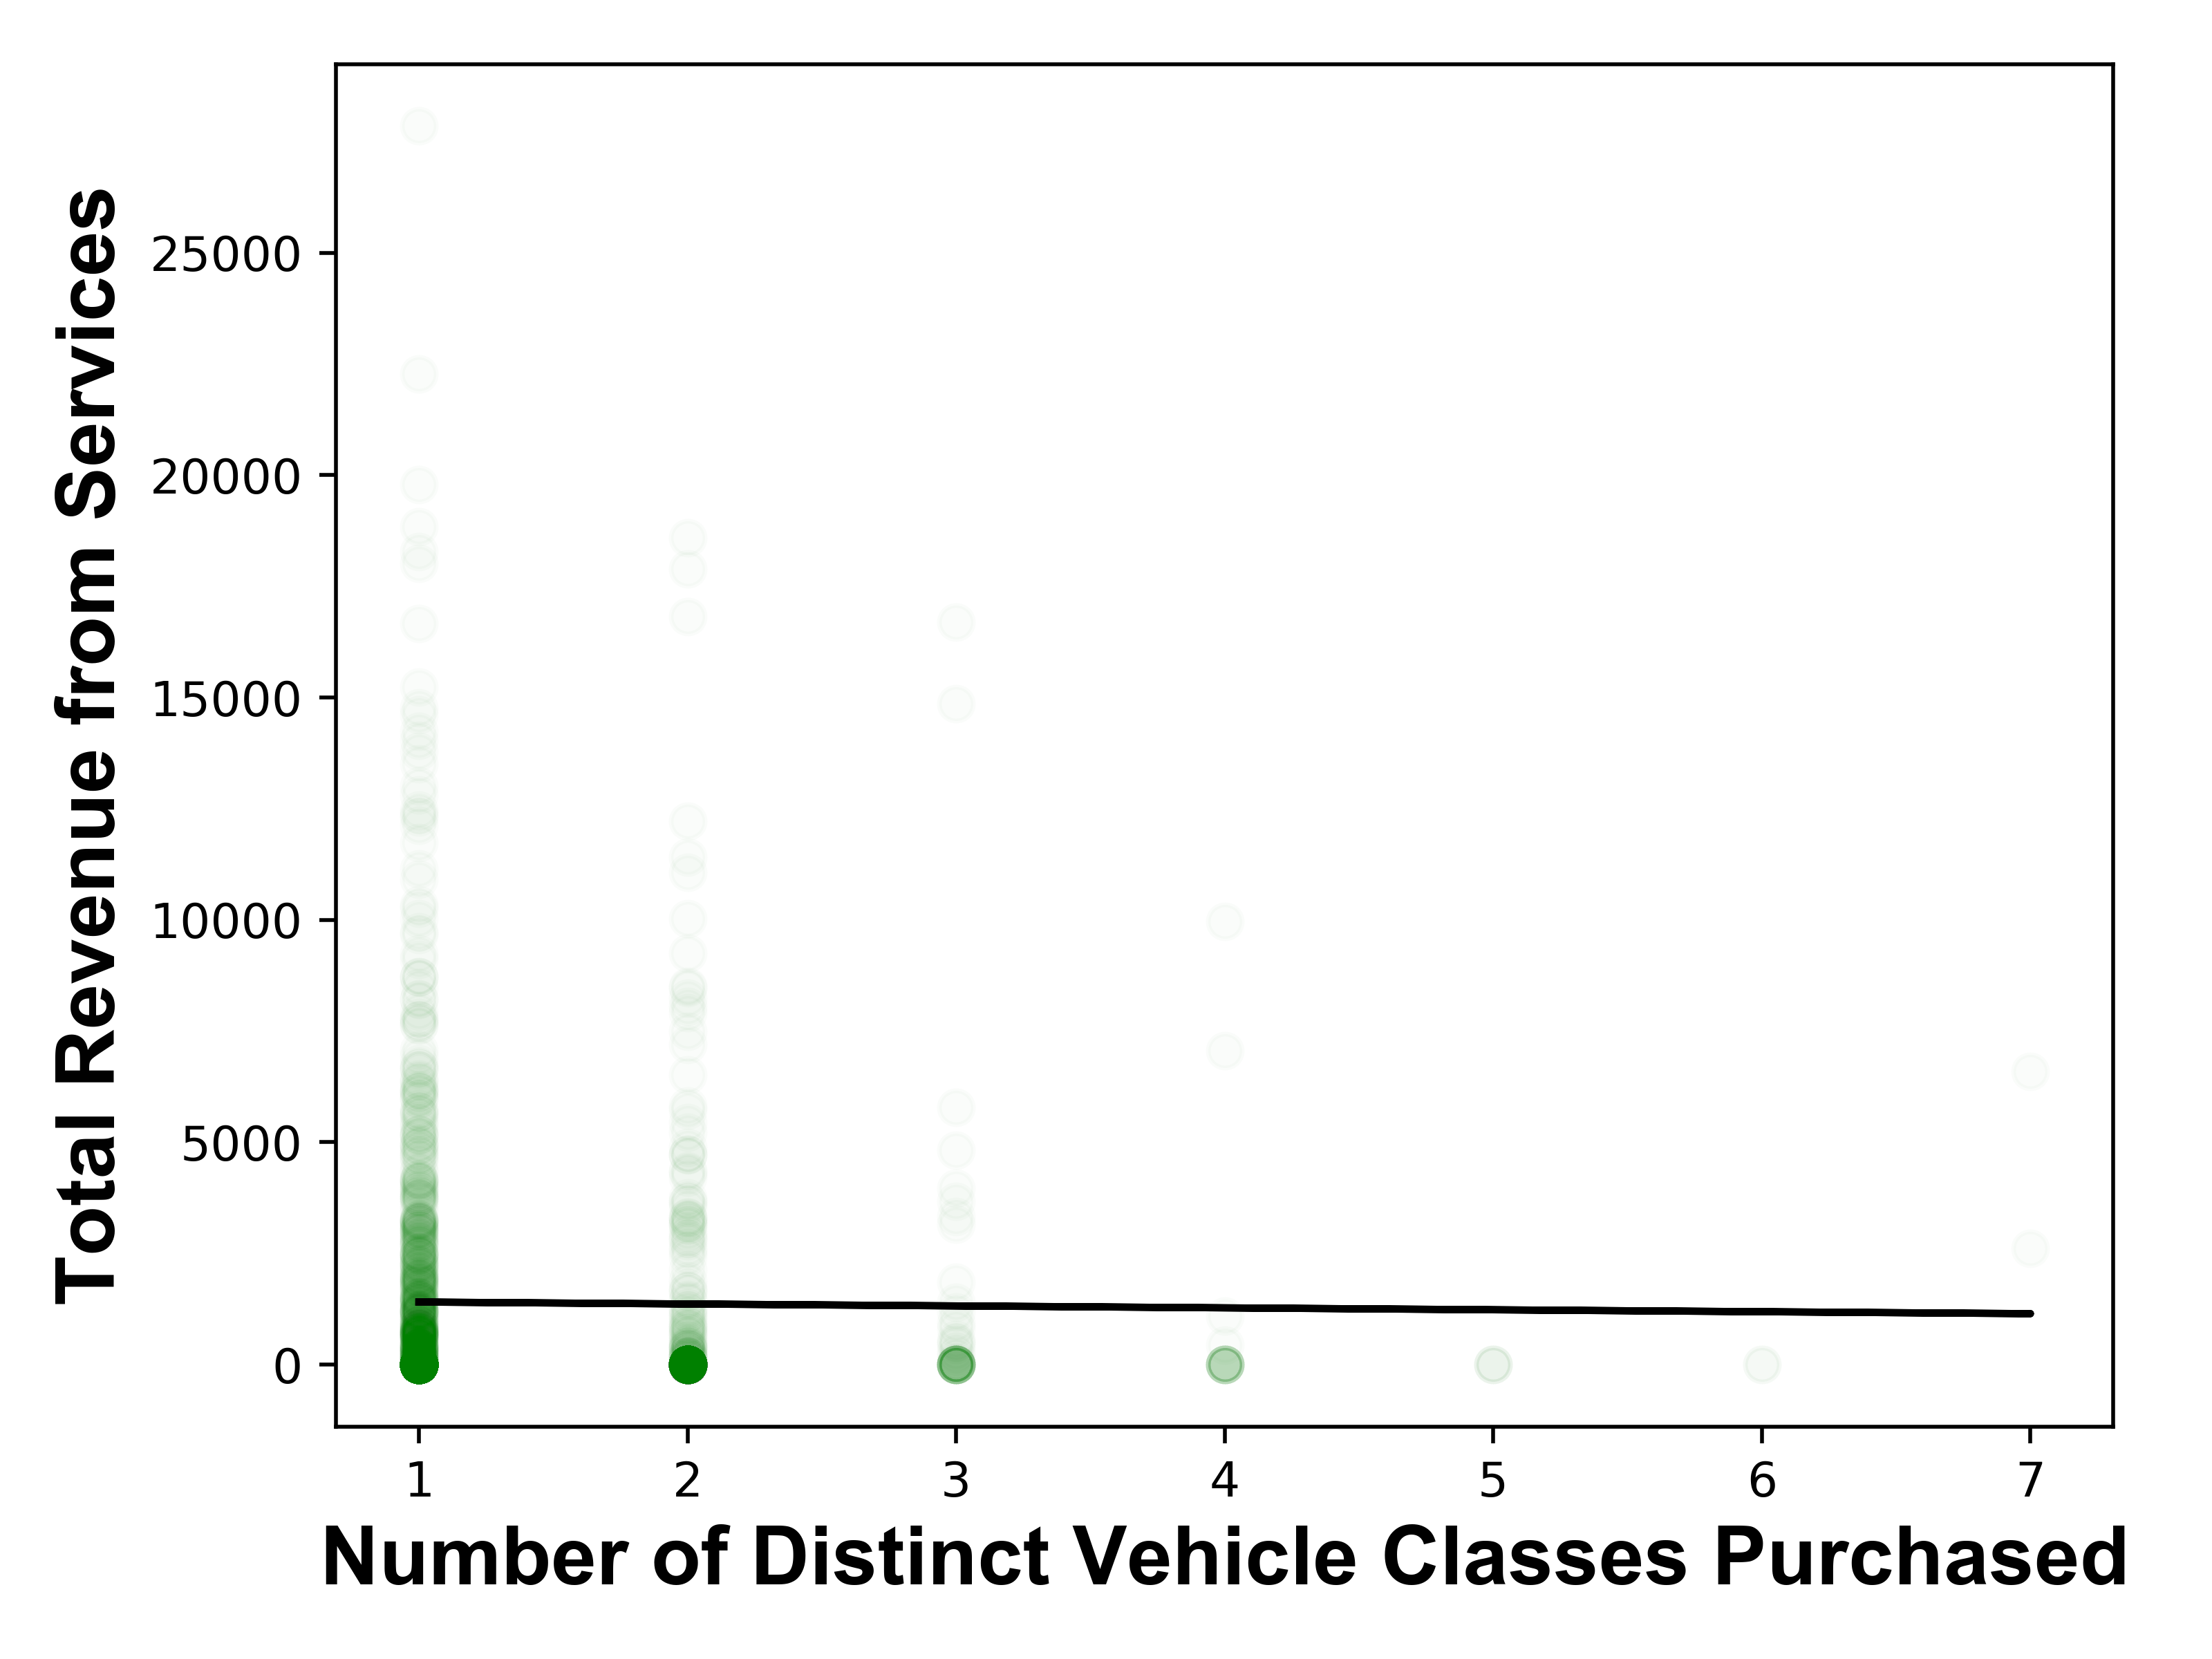 Total Revenue from Services
25000
20000
15000
10000
5000
0
1 2 3 4 5 6 7
Number of Distinct Vehicle Classes Purchased